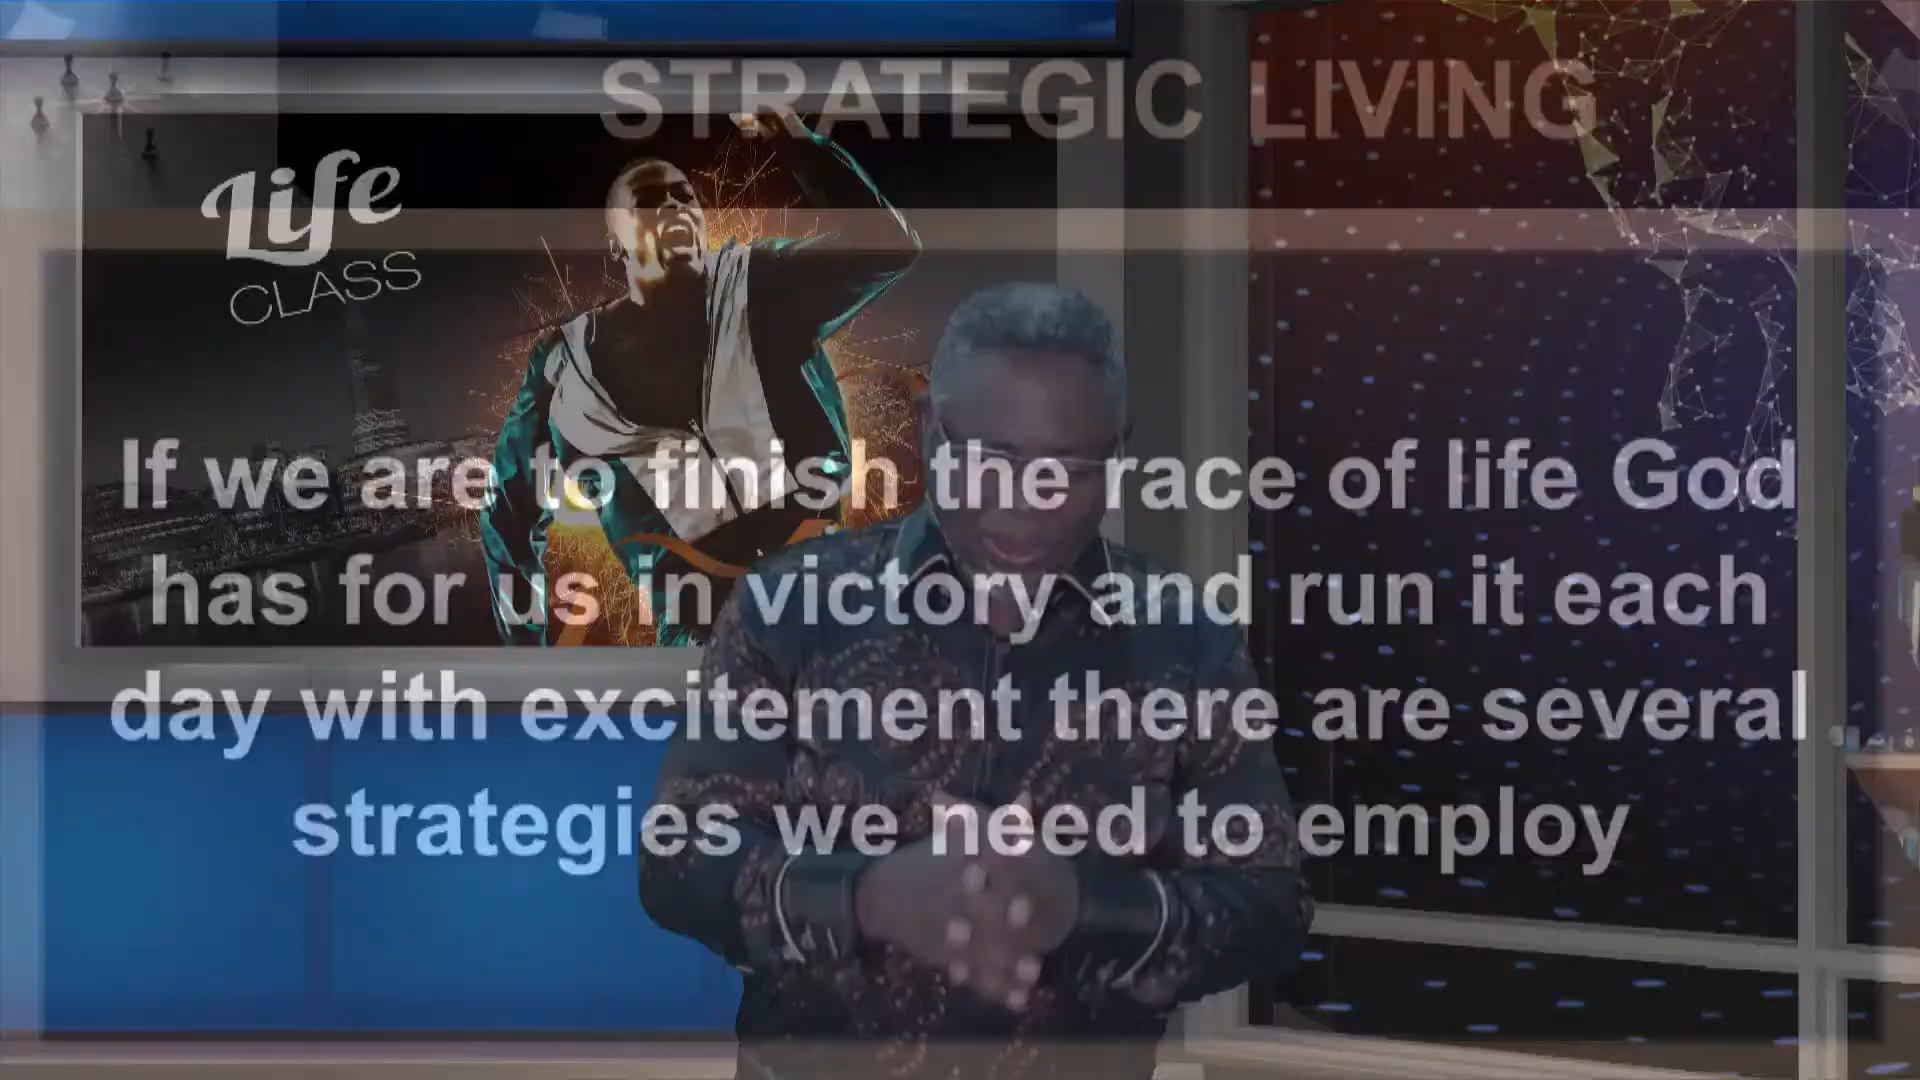 STRATEGIC LIVING
Life
CLASS
If we are to finish the race of life God
has for us in victory and run it each
day with excitement there are several
strategies we need to employ